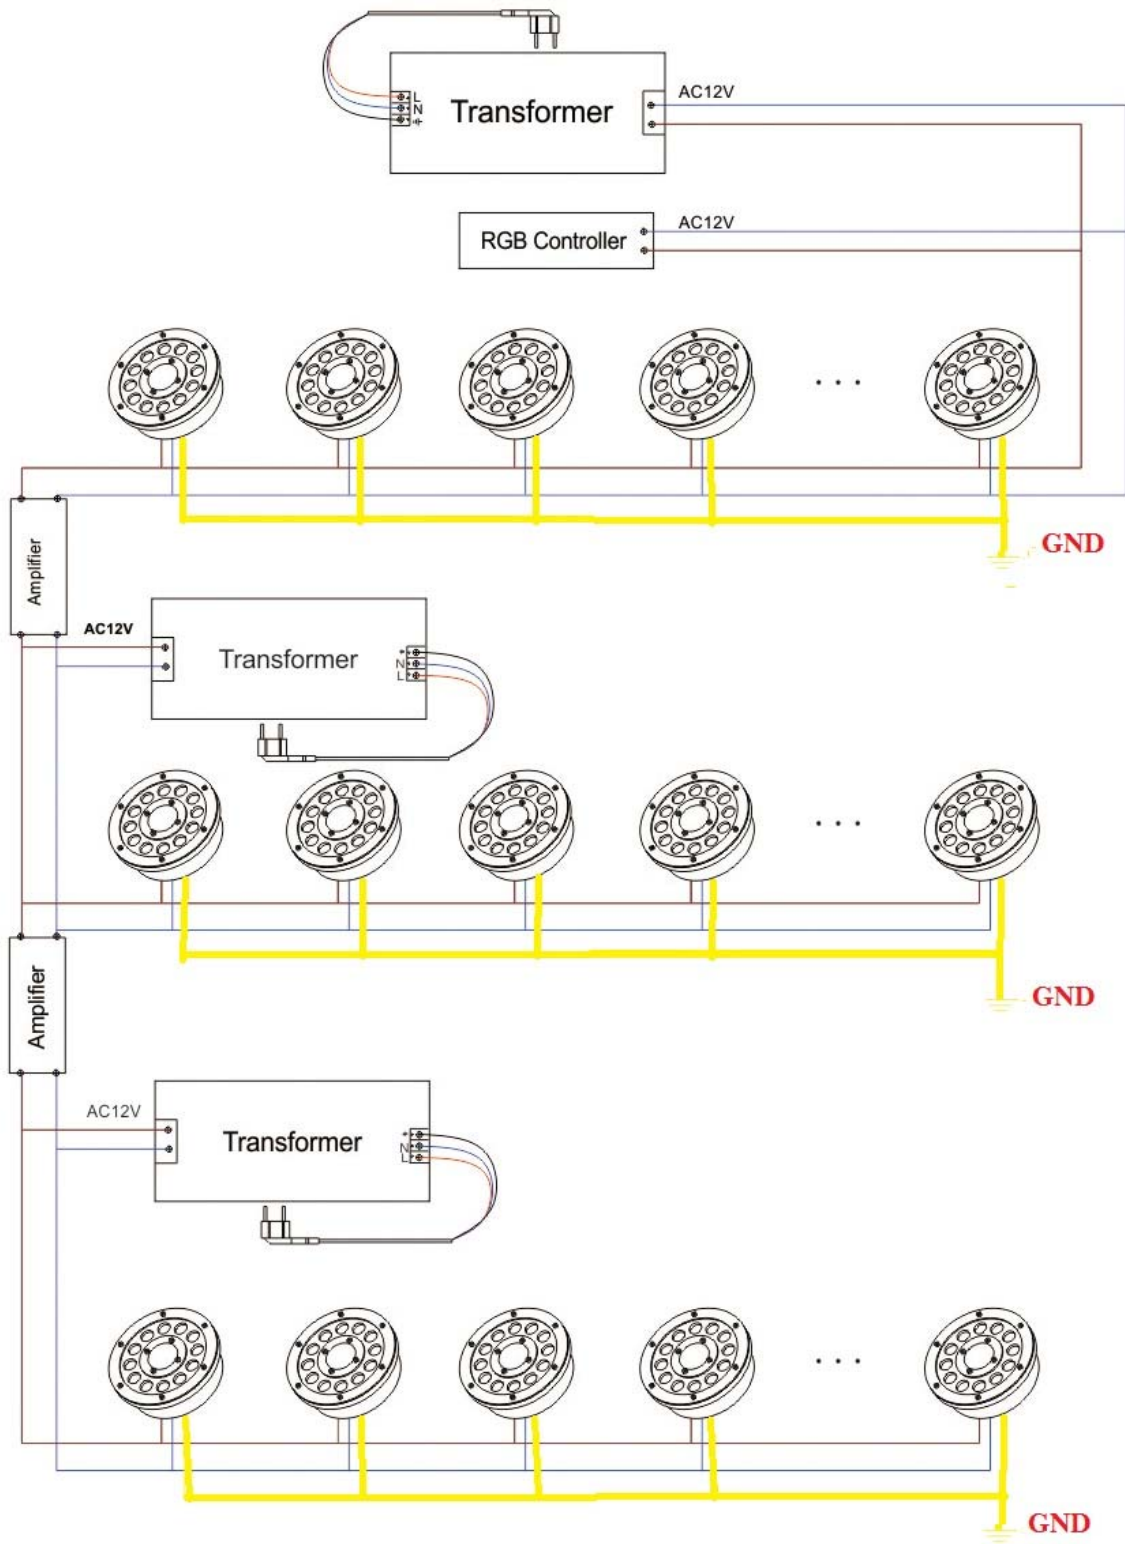 L
N
Transformer
AC12V
RGB Controller
AC12V
. . .
GND
Amplifier
AC12V
Transformer
N
L
. . .
GND
Amplifier
AC12V
Transformer
N
L
. . .
GND